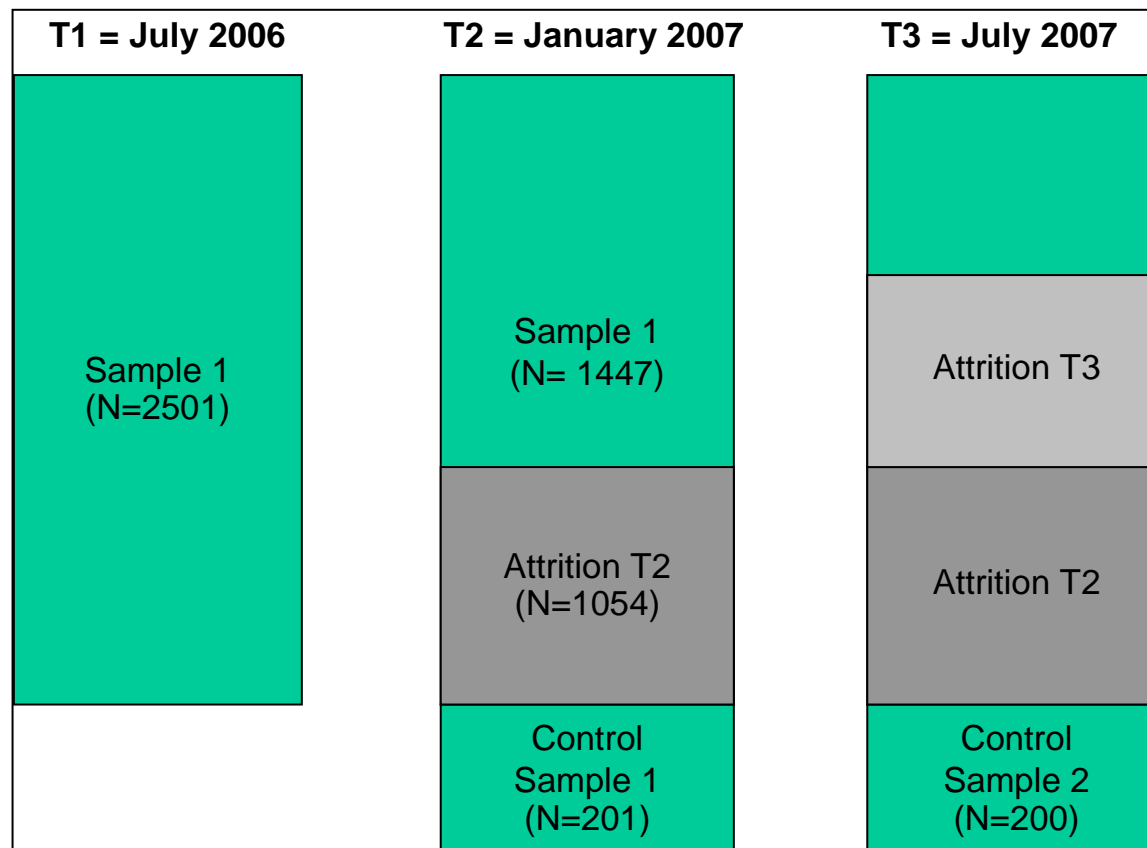 T1 = July 2006
T2 = January 2007
T3 = July 2007
Sample 1
(N=2501)
Sample 1
(N= 1447)
Attrition T2
(N=1054)
Control
Sample 1
(N=201)
Attrition T3
Attrition T2
Control
Sample 2
(N=200)